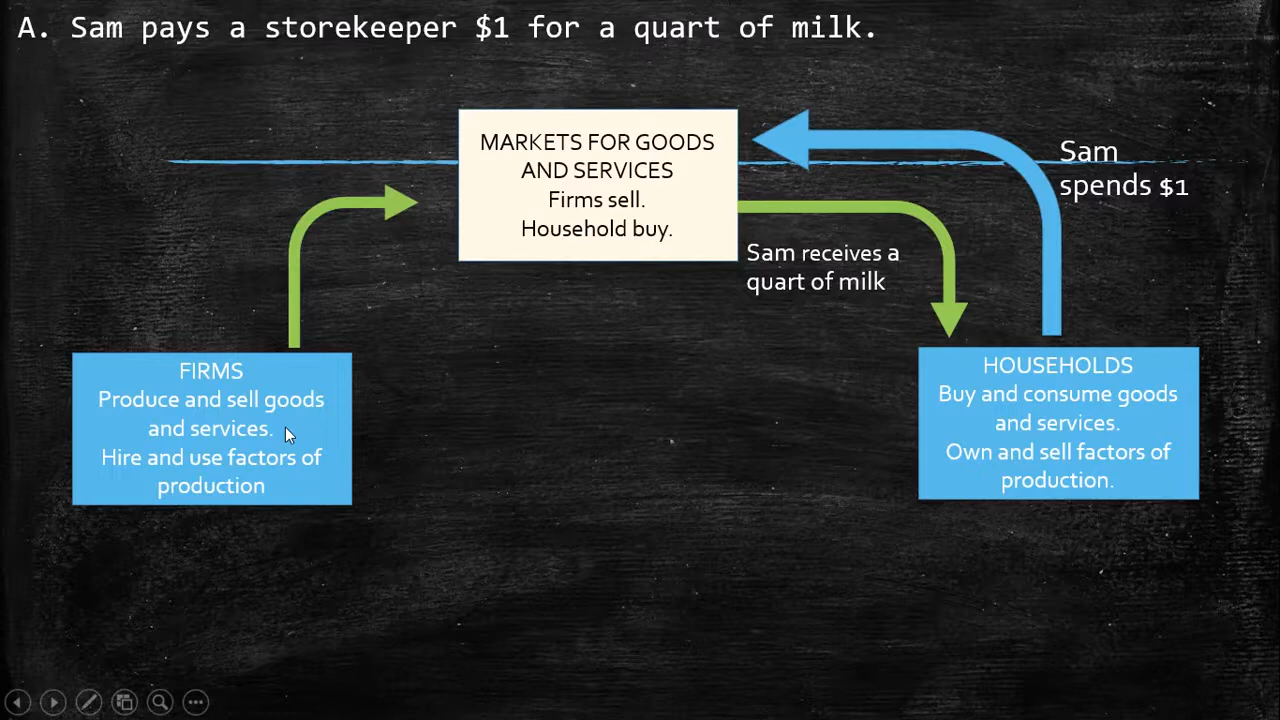 A. Sam pays a storekeeper $1 for a quart of milk.
MARKETS FOR GOODS
AND SERVICES
Firms sell.
Household buy.
Sam
spends $1
Sam receives a
quart of milk
FIRMS
Produce and sell goods
and services.
Hire and use factors of
production
HOUSEHOLDS
Buy and consume goods
and services.
Own and sell factors of
production.